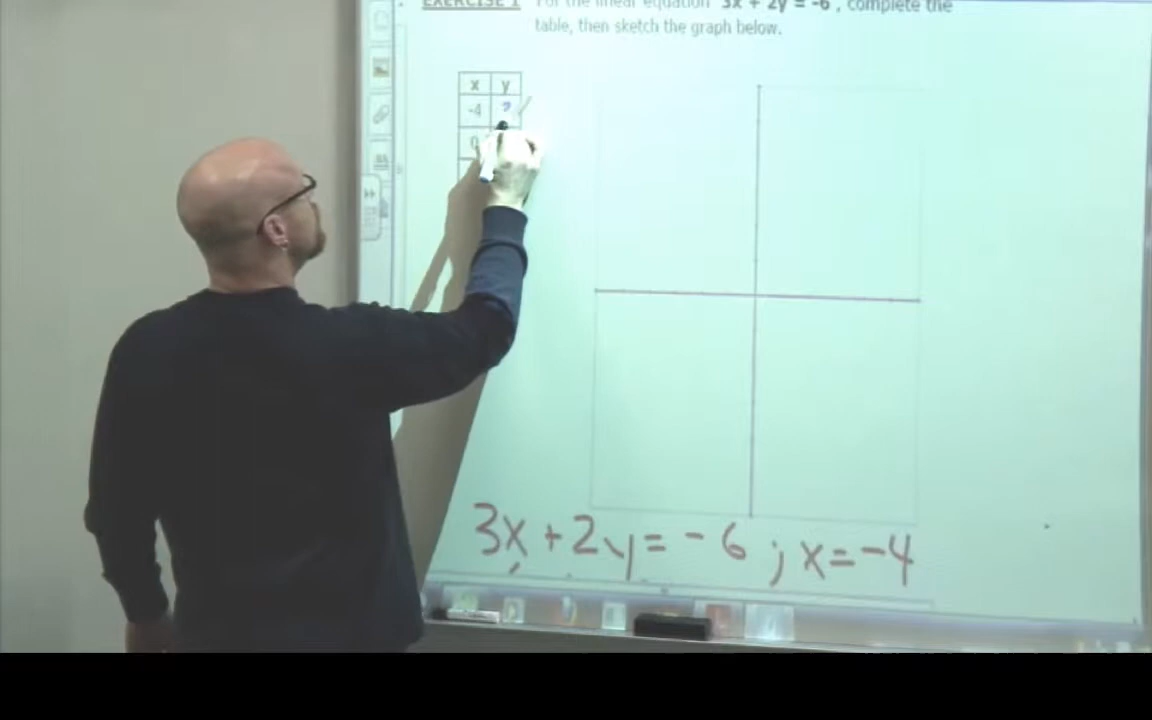 EXERCISE 1 For the linear equation 3x + 2y = -6, complete the
table, then sketch the graph below.
x y
-4 ?
0
3x + 2y = -6 ; x = -4